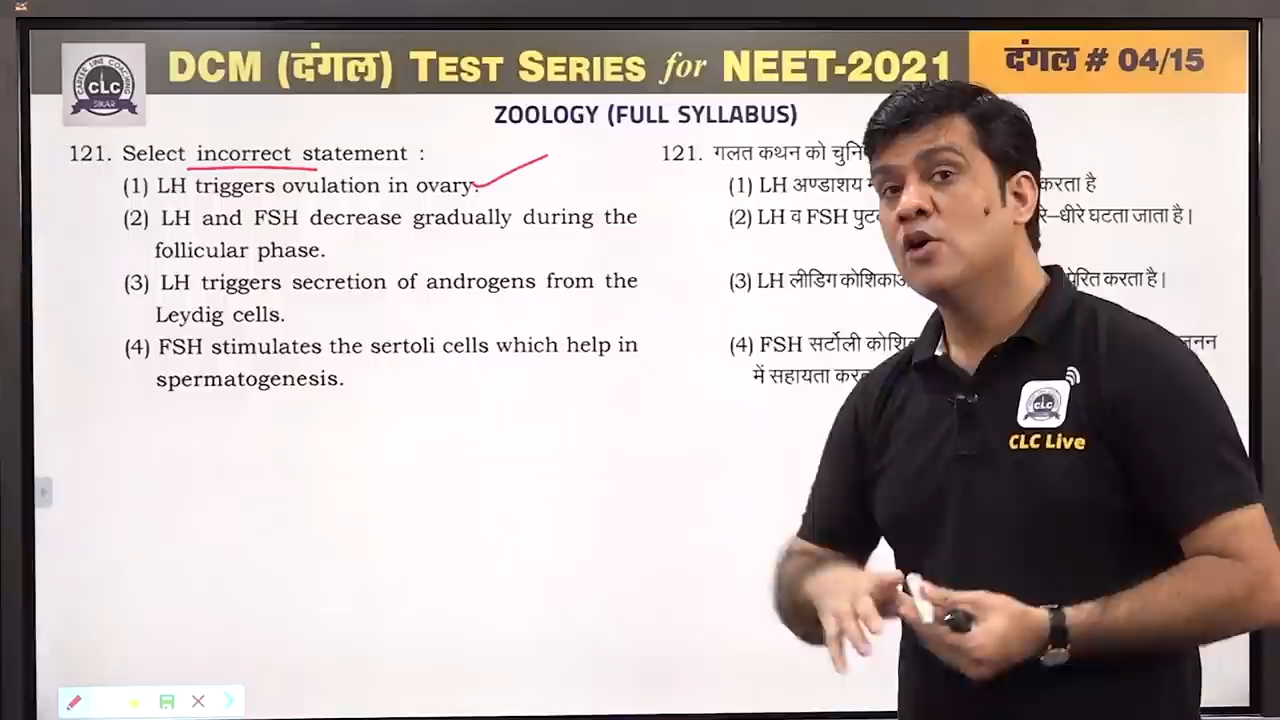 DCM (दंगल) TEST SERIES for NEET-2021
दंगल # 04/15
CAREER LINE COACHING
CLC
SIKAR
ZOOLOGY (FULL SYLLABUS)
121. Select incorrect statement :
(1) LH triggers ovulation in ovary.
(2) LH and FSH decrease gradually during the
follicular phase.
(3) LH triggers secretion of androgens from the
Leydig cells.
(4) FSH stimulates the sertoli cells which help in
spermatogenesis.
121. गलत कथन को
(1) LH अण्डाशय करता है
(2) LH व FSH घटता जाता है।
(3) LH लीडिग करता है।
(4) FSH सर्टोली
में सहायता
CLC
CLC Live